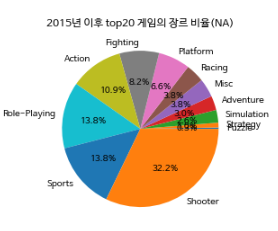 2015년 이후 top20 게임의 장르 비율(NA)
Fighting
Platform
Action
Racing
Misc
8.2%
6.6%
10.9%
3.8%
3.8%
Adventure
3.0%
Simulation
Role-Playing
13.8%
2.6%
Strategy
Puzzle
13.8%
Sports
32.2%
Shooter